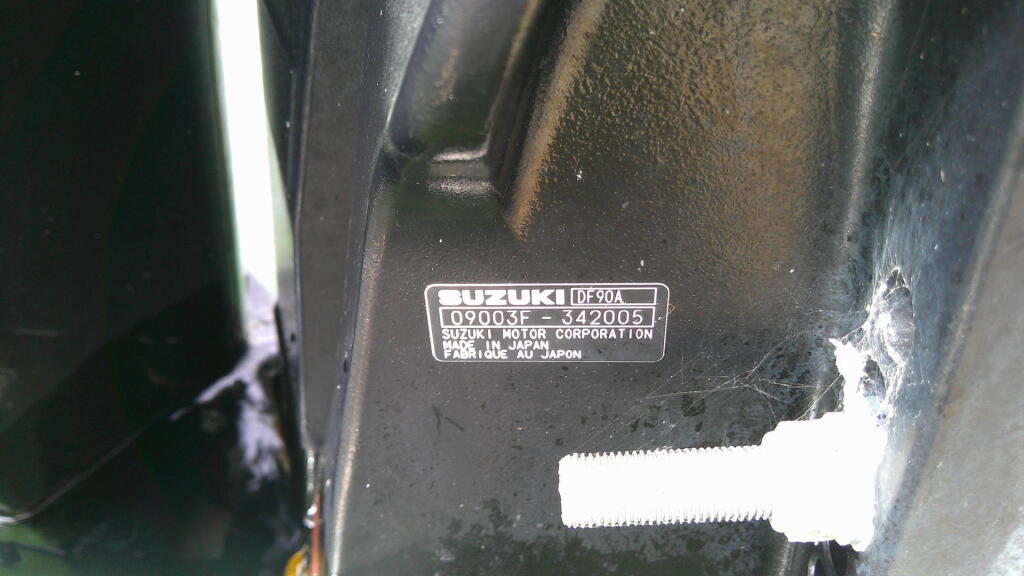 SUZUKI DF90A
09003F - 342005
SUZUKI MOTOR CORPORATION
MADE IN JAPAN
FABRIQUE AU JAPON